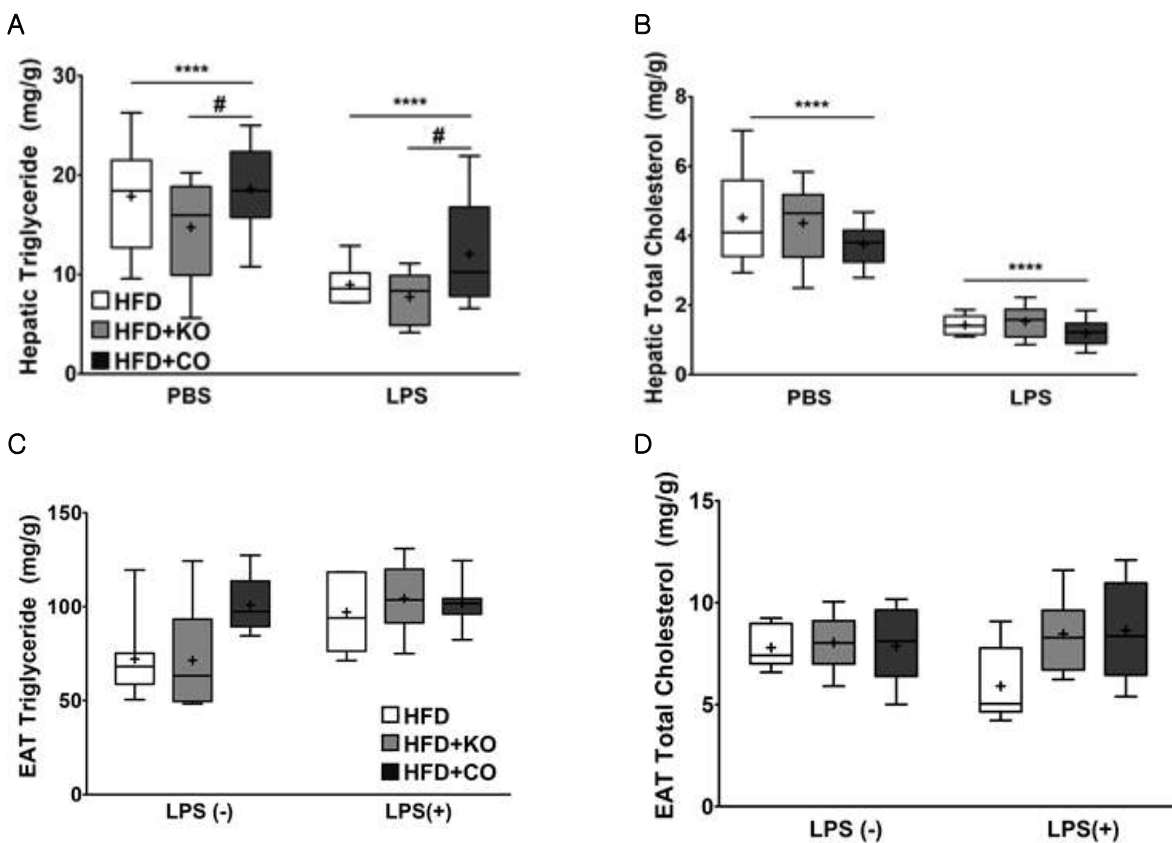 A
Hepatic Triglyceride (mg/g)
30
20
10
0
****
#
****
#
HFD
HFD+KO
HFD+CO
PBS
LPS
B
Hepatic Total Cholesterol (mg/g)
8
6
4
2
0
****
****
PBS
LPS
C
EAT Triglyceride (mg/g)
150
100
50
0
HFD
HFD+KO
HFD+CO
LPS (-)
LPS(+)
D
EAT Total Cholesterol (mg/g)
15
10
5
0
LPS (-)
LPS(+)